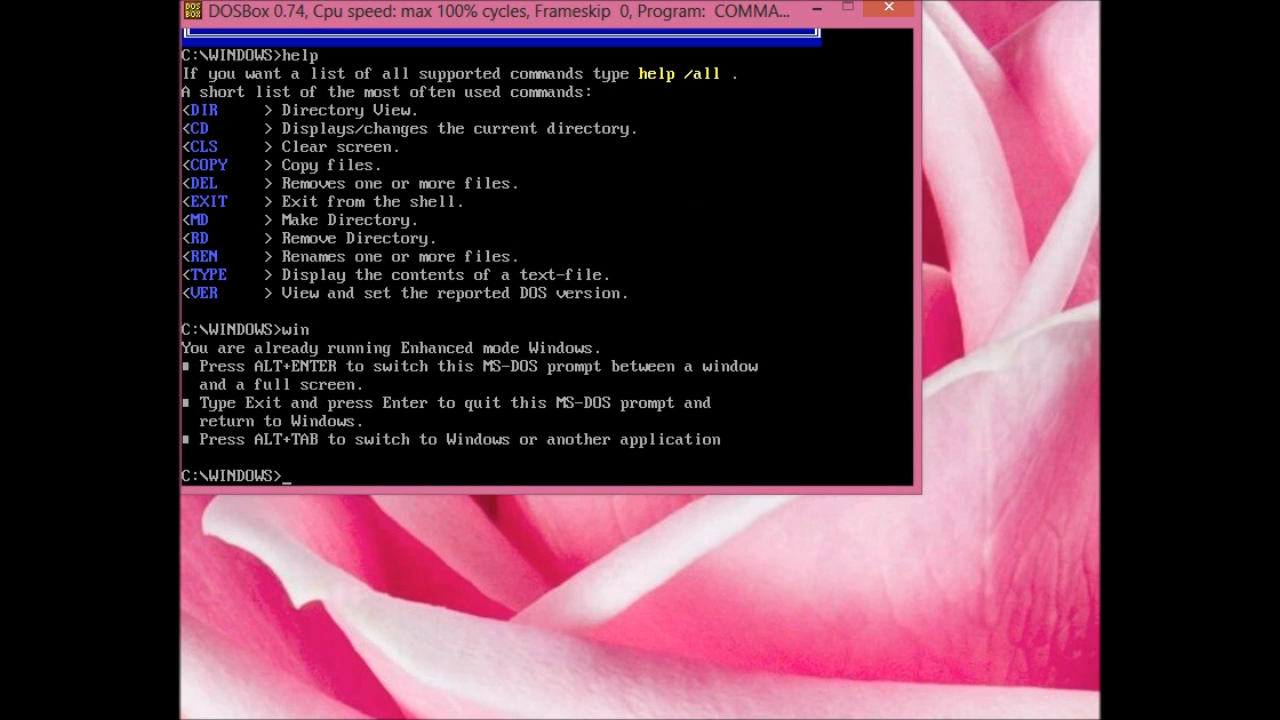 DOS BOX
DOSBox 0.74, Cpu speed: max 100% cycles, Frameskip 0, Program: COMMA...
C:\WINDOWS>help
If you want a list of all supported commands type help /all .
A short list of the most often used commands:
<DIR     > Directory View.
<CD      > Displays/changes the current directory.
<CLS     > Clear screen.
<COPY    > Copy files.
<DEL     > Removes one or more files.
<EXIT    > Exit from the shell.
<MD      > Make Directory.
<RD      > Remove Directory.
<REN     > Renames one or more files.
<TYPE    > Display the contents of a text-file.
<VER     > View and set the reported DOS version.
C:\WINDOWS>win
You are already running Enhanced mode Windows.
■ Press ALT+ENTER to switch this MS-DOS prompt between a window
and a full screen.
■ Type Exit and press Enter to quit this MS-DOS prompt and
return to Windows.
■ Press ALT+TAB to switch to Windows or another application
C:\WINDOWS>_